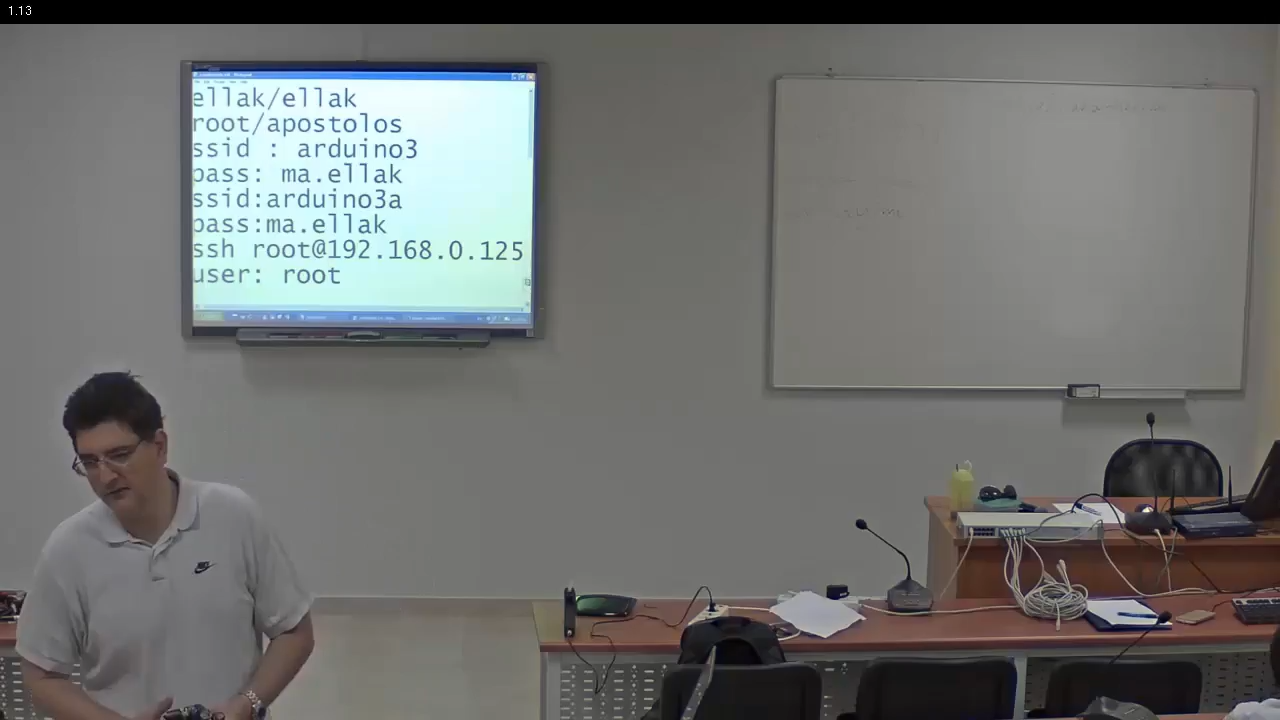 1.13
ellak/ellak
root/apostolos
ssid : arduino3
pass: ma.ellak
ssid:arduino3a
pass:ma.ellak
ssh root@192.168.0.125
user: root